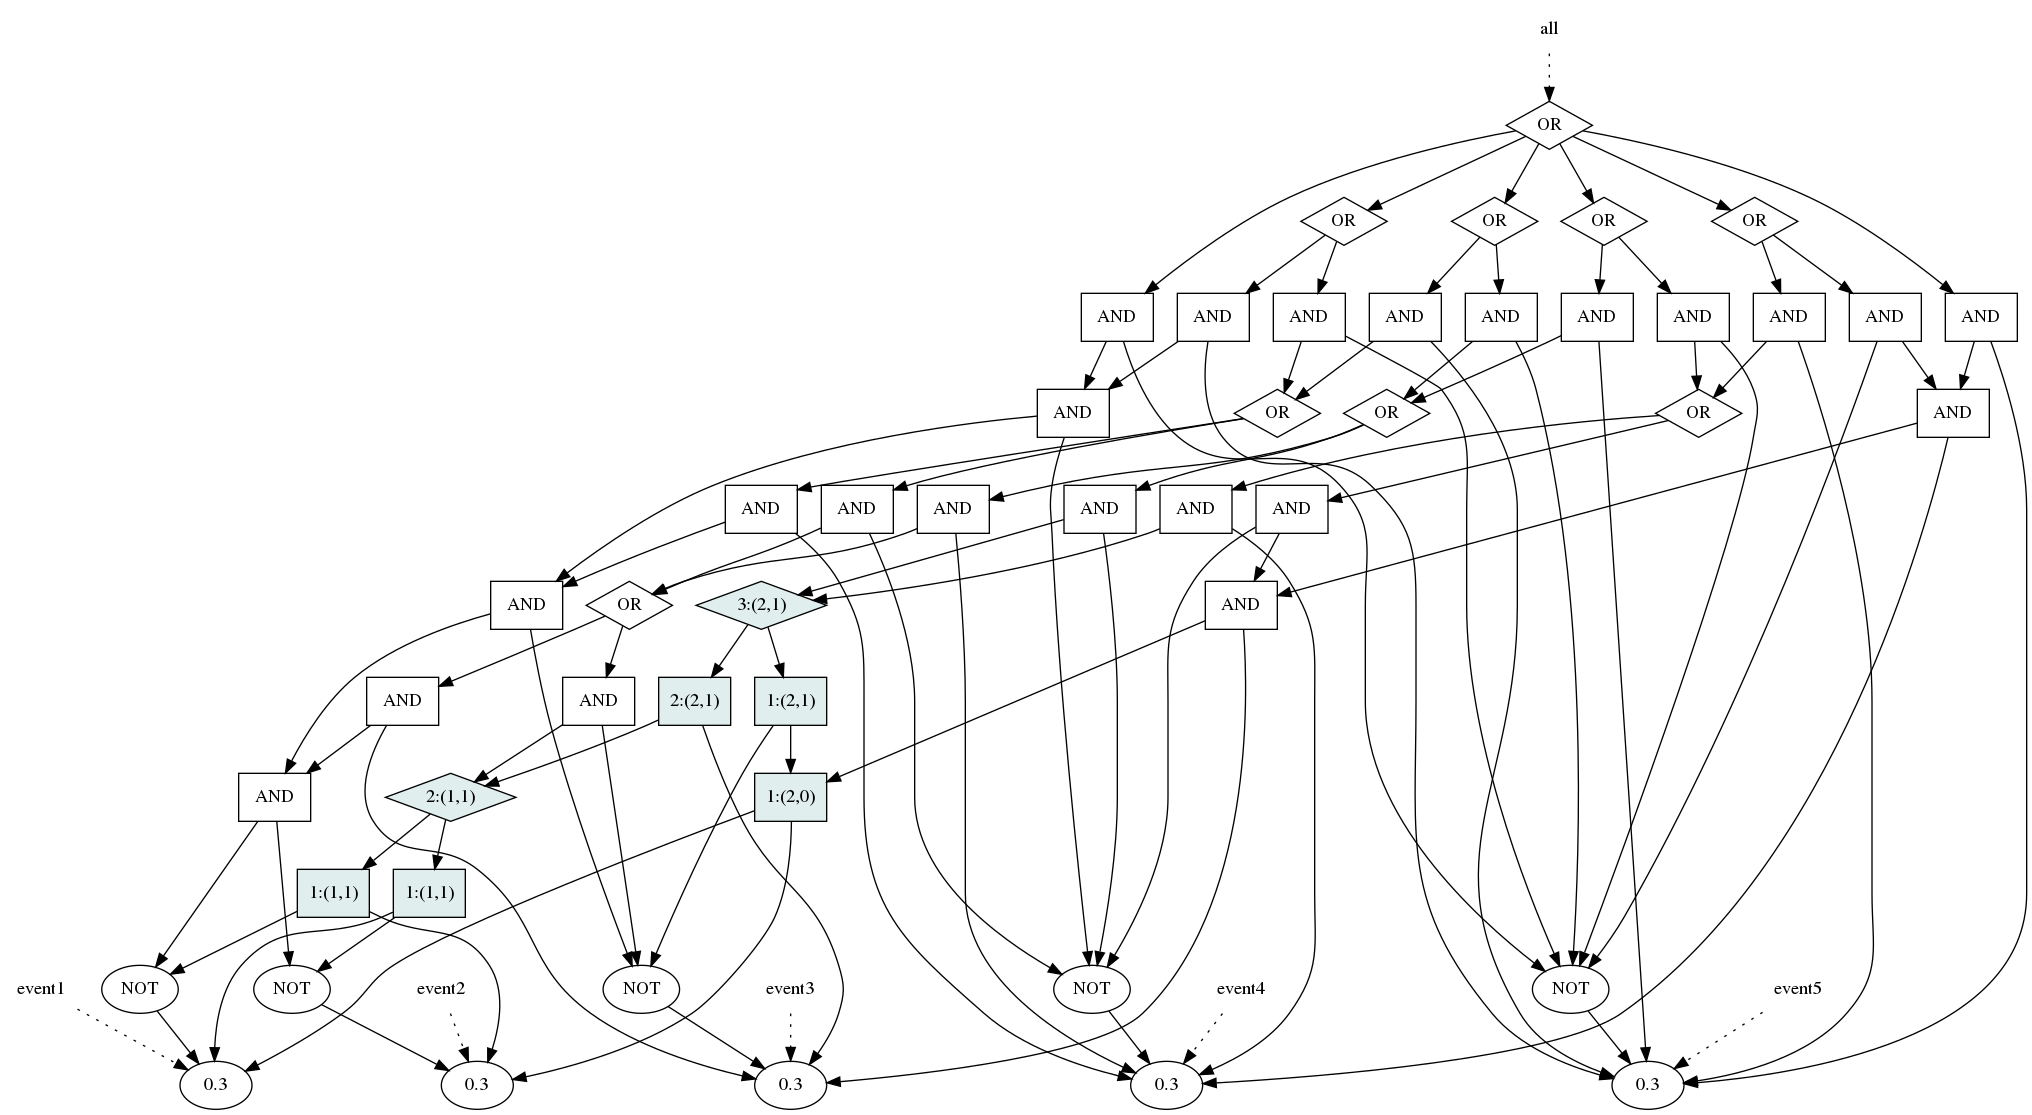 all
OR
OR OR OR OR
AND AND AND AND AND AND AND AND AND AND
AND OR OR OR AND
AND AND AND AND AND AND
AND OR 3:(2,1) AND
AND AND 2:(2,1) 1:(2,1)
AND 2:(1,1) 1:(2,0)
1:(1,1) 1:(1,1)
event1 NOT NOT event2 NOT event3 NOT event4 NOT event5
0.3 0.3 0.3 0.3 0.3